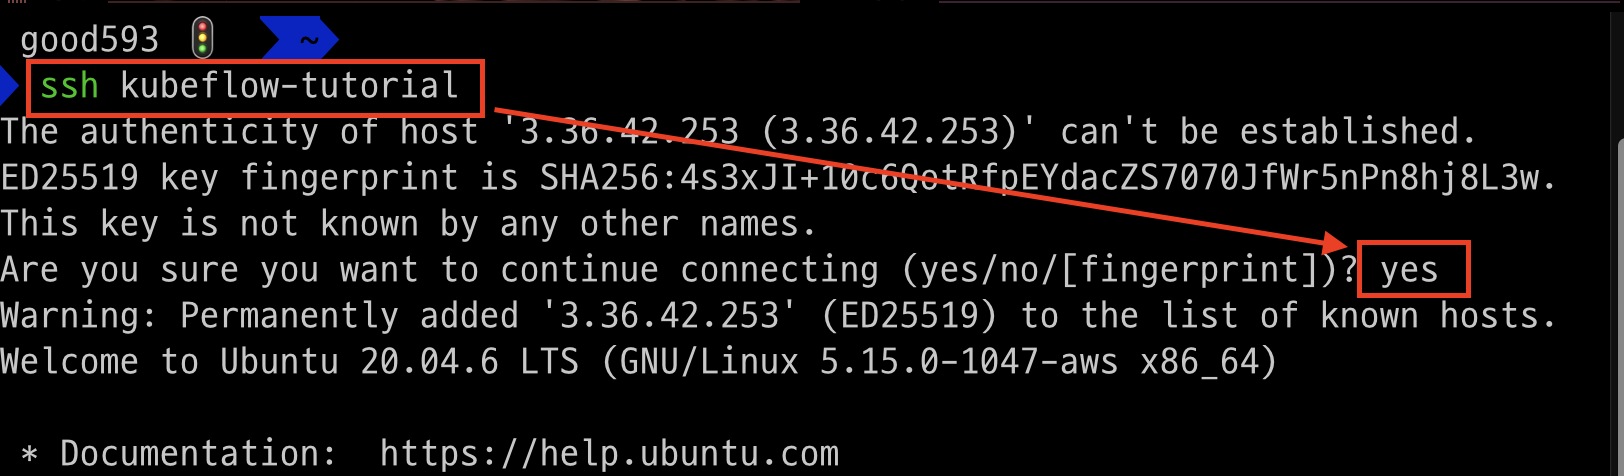 good593 🚦 ~
ssh kubeflow-tutorial
The authenticity of host '3.36.42.253 (3.36.42.253)' can't be established.
ED25519 key fingerprint is SHA256:4s3xJI+10c6QotRfpEYdacZS7070JfWr5nPn8hj8L3w.
This key is not known by any other names.
Are you sure you want to continue connecting (yes/no/[fingerprint])? yes
Warning: Permanently added '3.36.42.253' (ED25519) to the list of known hosts.
Welcome to Ubuntu 20.04.6 LTS (GNU/Linux 5.15.0-1047-aws x86_64)
* Documentation:  https://help.ubuntu.com